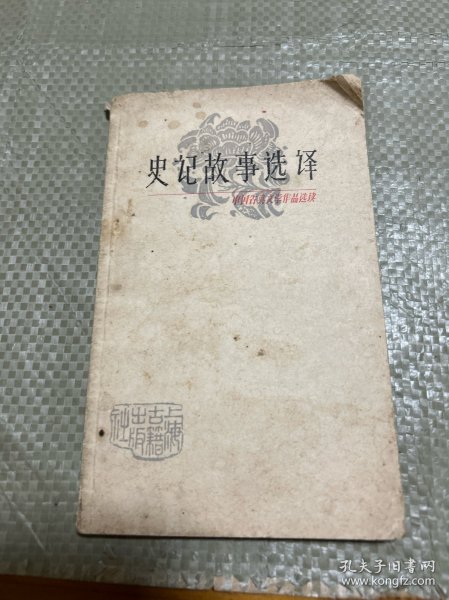 史记故事选译
中国古典文学作品选读
上海
古籍
出版
社
孔夫子旧书网
www.kongfz.com